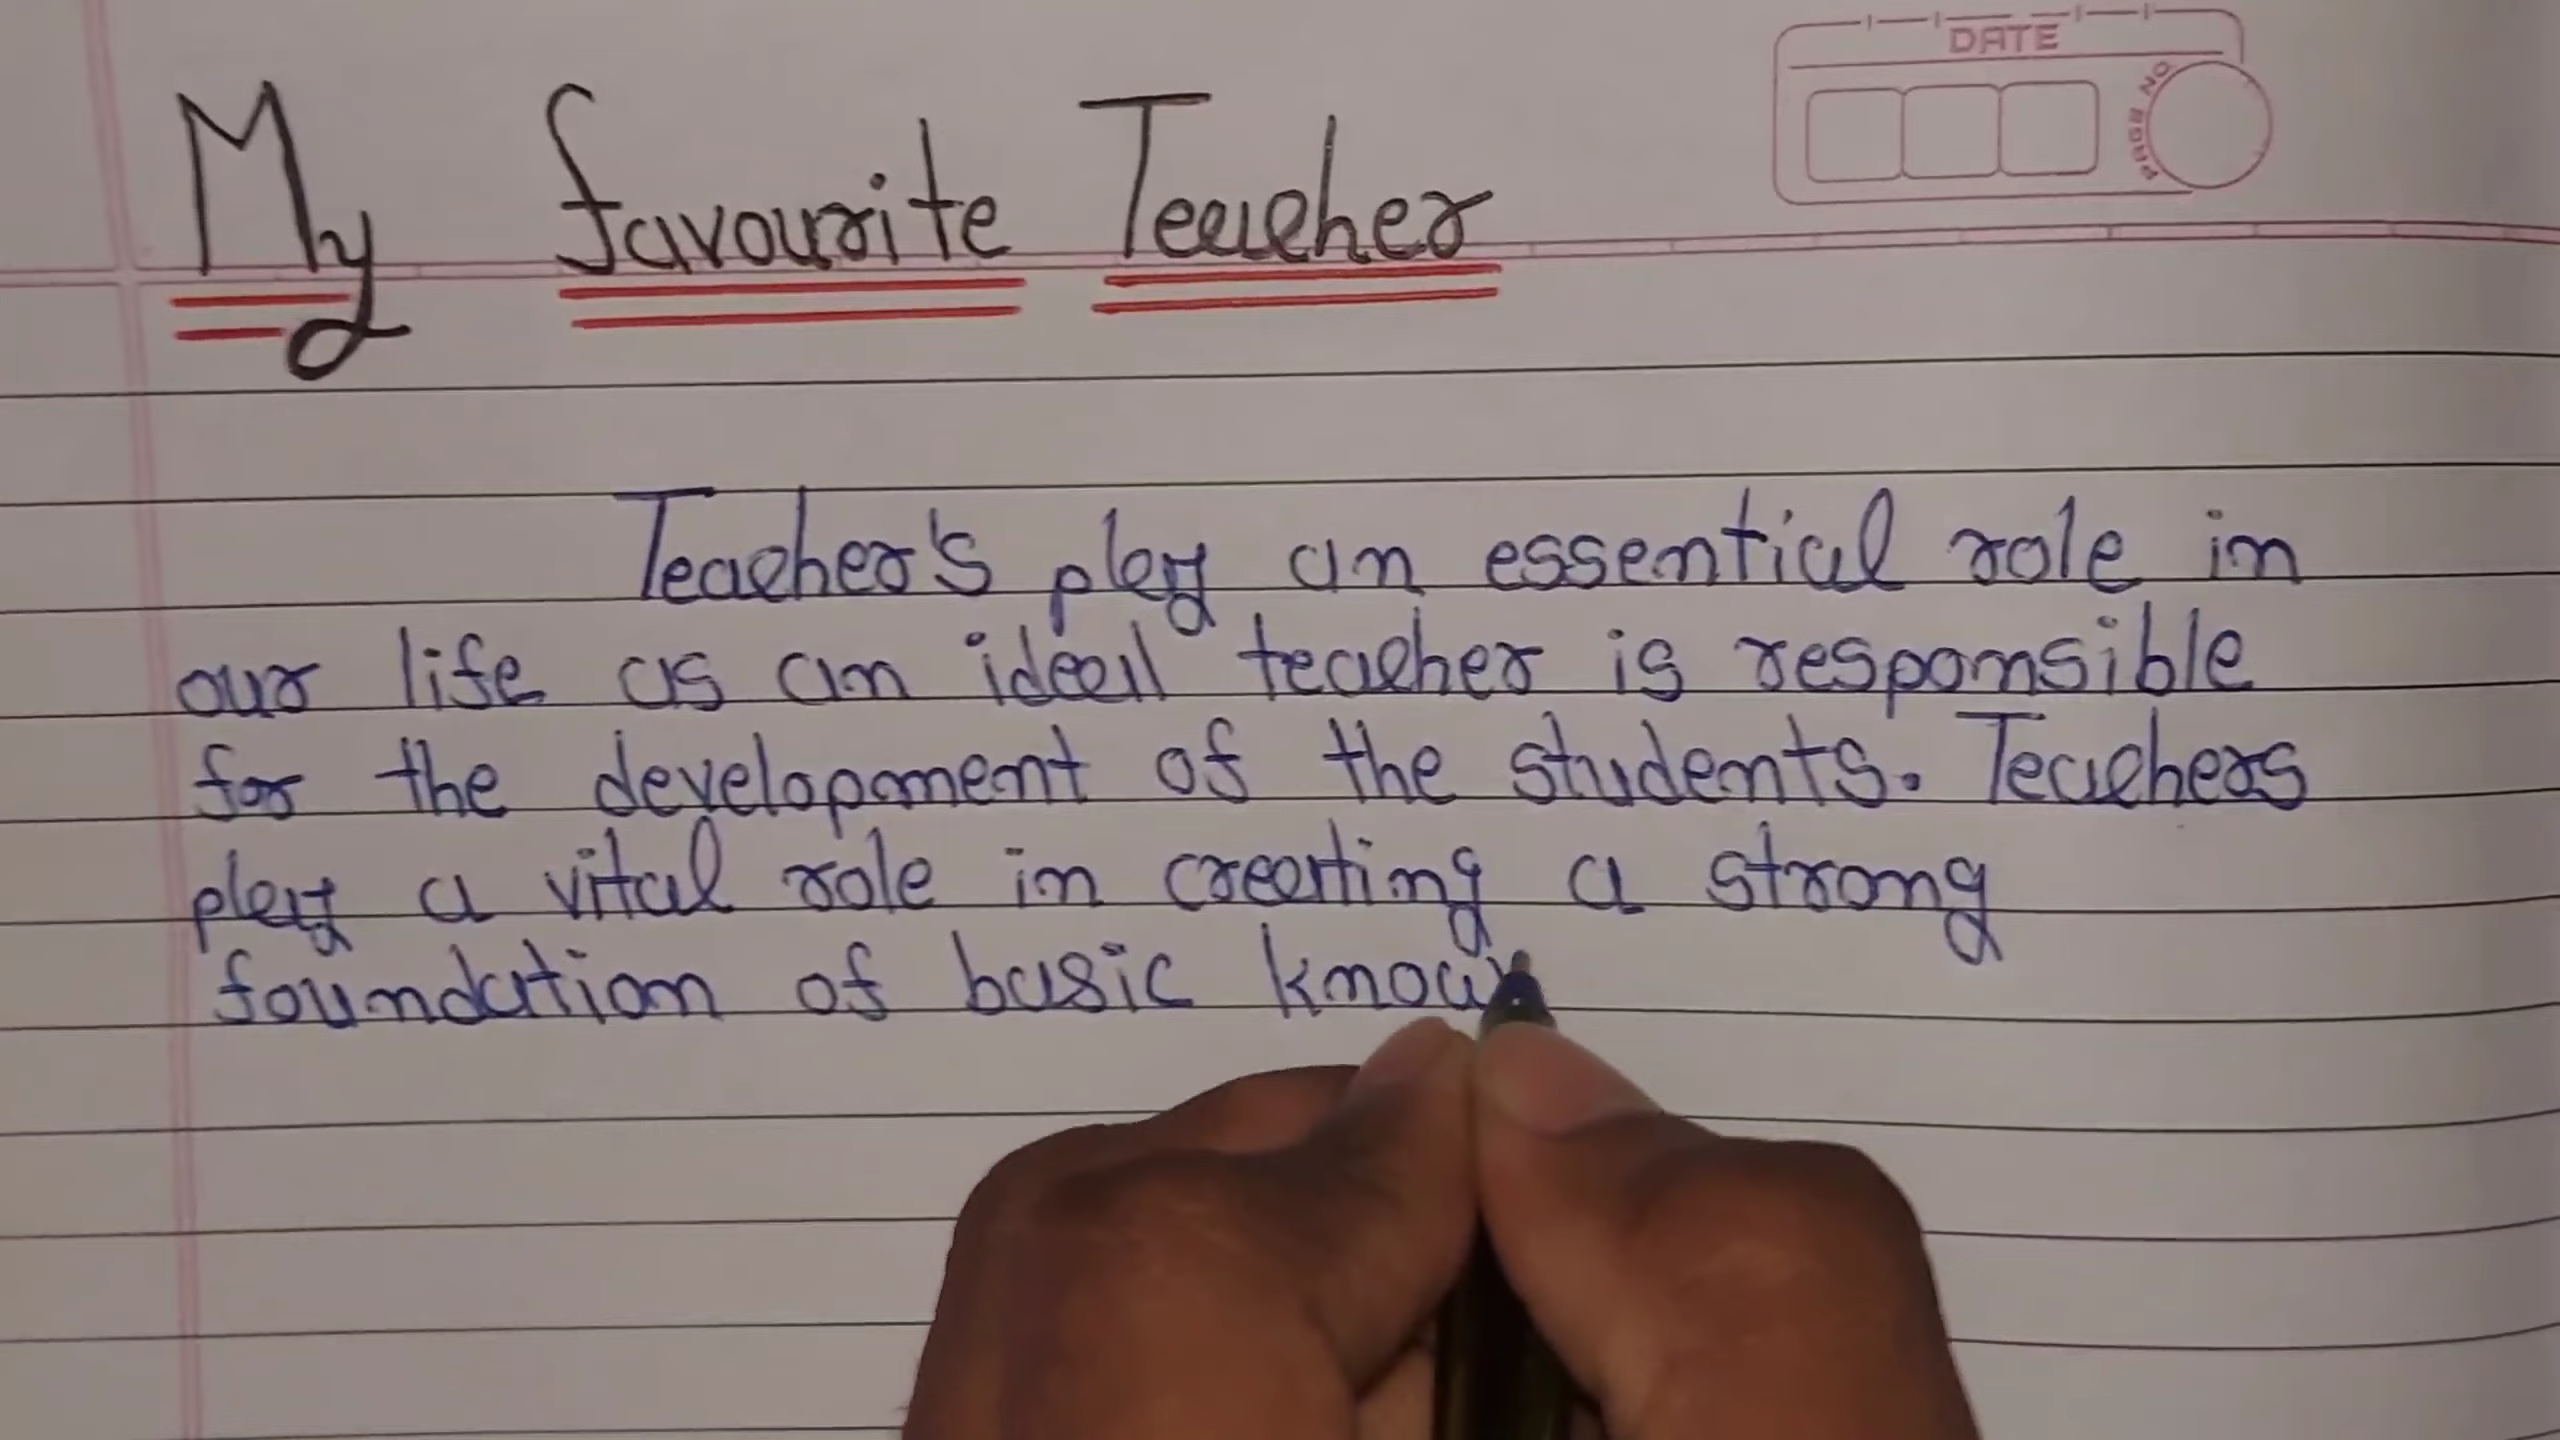 DATE
PAGE NO
My favourite Teacher
Teacher's play an essential role in
our life as an ideal teacher is responsible
for the development of the students. Teachers
play a vital role in creating a strong
foundation of basic know